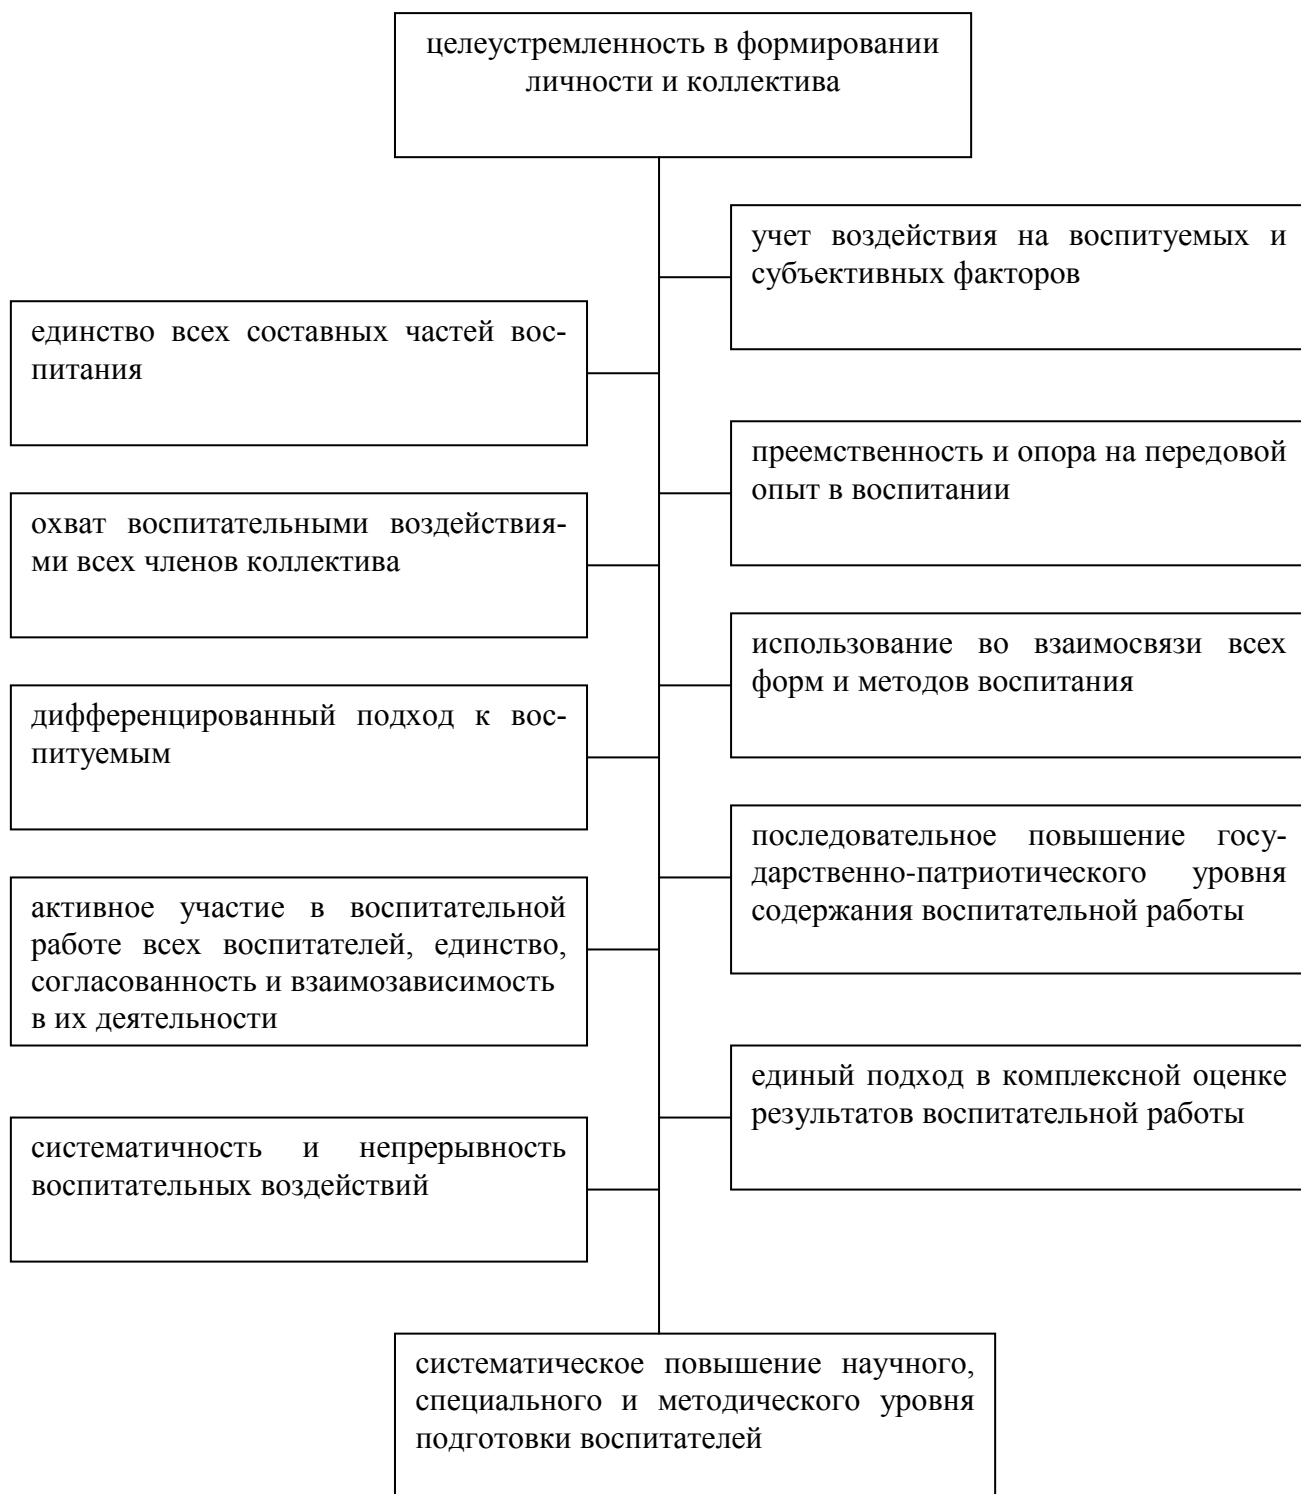 целеустремленность в формировании
личности и коллектива
учет воздействия на воспитуемых и
субъективных факторов
единство всех составных частей вос-
питания
преемственность и опора на передовой
опыт в воспитании
охват воспитательными воздействия-
ми всех членов коллектива
использование во взаимосвязи всех
форм и методов воспитания
дифференцированный подход к вос-
питуемым
последовательное повышение госу-
дарственно-патриотического уровня
содержания воспитательной работы
активное участие в воспитательной
работе всех воспитателей, единство,
согласованность и взаимозависимость
в их деятельности
единый подход в комплексной оценке
результатов воспитательной работы
систематичность и непрерывность
воспитательных воздействий
систематическое повышение научного,
специального и методического уровня
подготовки воспитателей